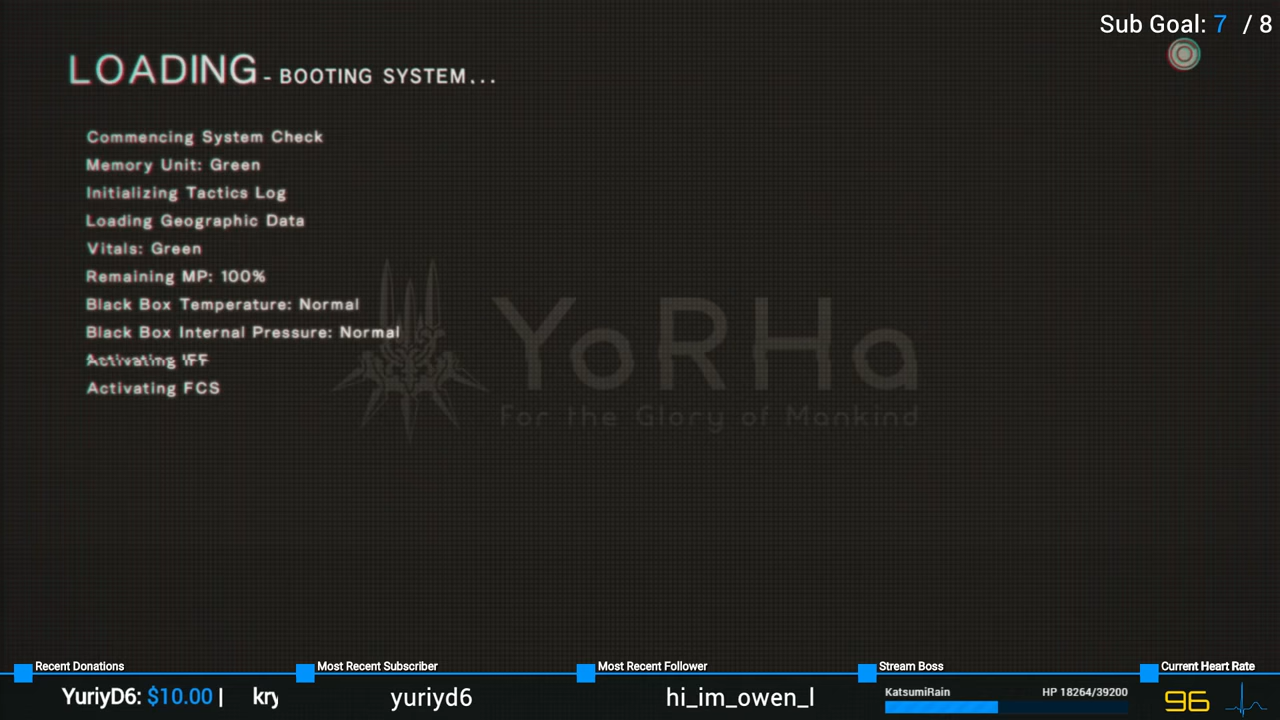 Sub Goal: 7 / 8
LOADING - BOOTING SYSTEM...
Commencing System Check
Memory Unit: Green
Initializing Tactics Log
Loading Geographic Data
Vitals: Green
Remaining MP: 100%
Black Box Temperature: Normal
Black Box Internal Pressure: Normal
Activating IFF
Activating FCS
YoRHa
For the Glory of Mankind
Recent Donations
YuriyD6: $10.00 | kry
Most Recent Subscriber
yuriyd6
Most Recent Follower
hi_im_owen_l
Stream Boss
KatsumiRain HP 18264/39200
Current Heart Rate
96